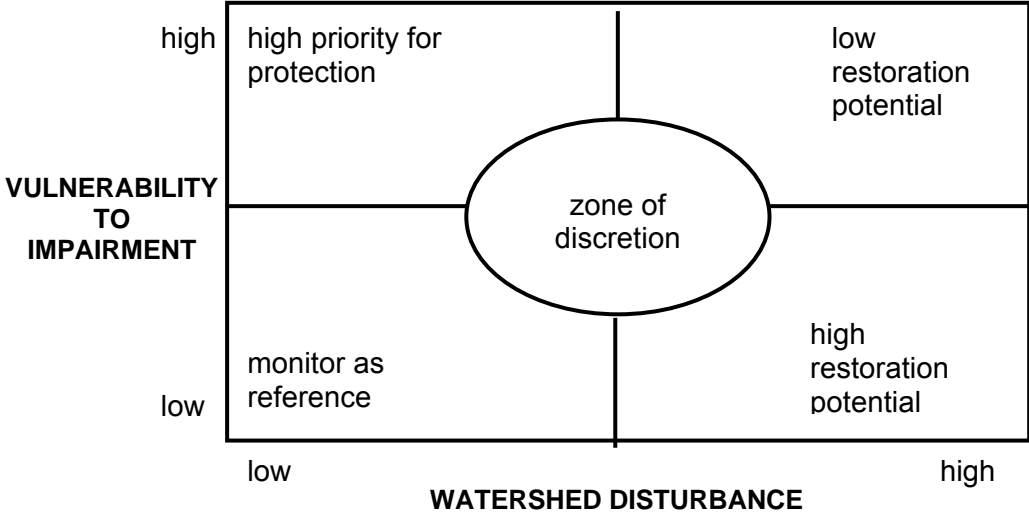 high
high priority for
protection
low
restoration
potential
VULNERABILITY
TO
IMPAIRMENT
zone of
discretion
monitor as
reference
high
restoration
potential
low
low
high
WATERSHED DISTURBANCE